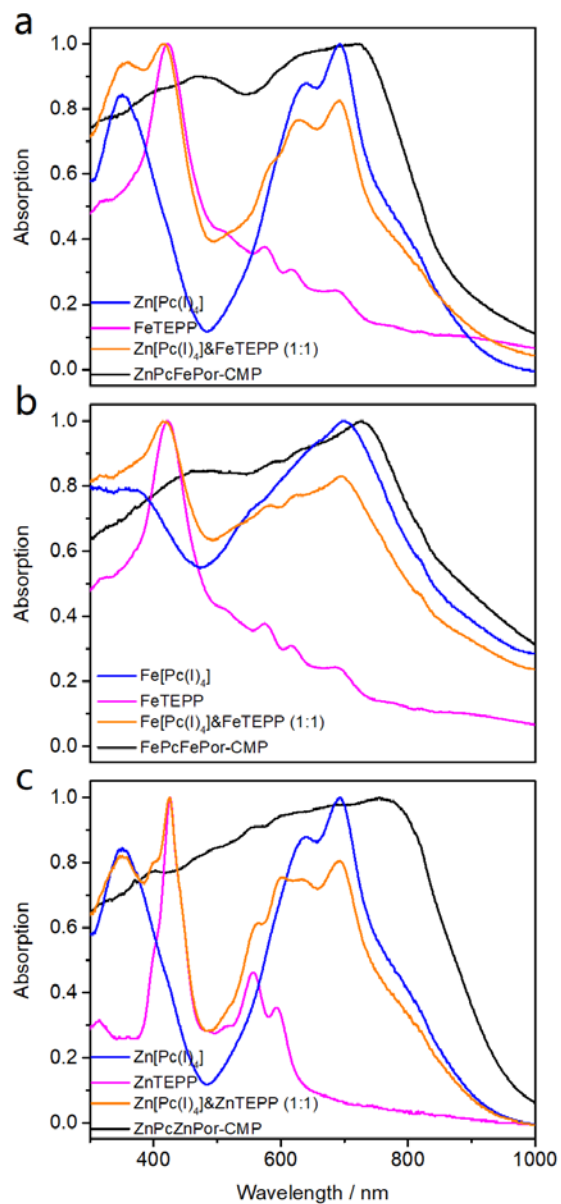 a
1.0
0.8
0.6
0.4
0.2
0.0
Absorption
Zn[Pc(I)₄]
FeTEPP
Zn[Pc(I)₄]&FeTEPP (1:1)
ZnPcFePor-CMP
b
1.0
0.8
0.6
0.4
0.2
0.0
Absorption
Fe[Pc(I)₄]
FeTEPP
Fe[Pc(I)₄]&FeTEPP (1:1)
FePcFePor-CMP
c
1.0
0.8
0.6
0.4
0.2
0.0
Absorption
Zn[Pc(I)₄]
ZnTEPP
Zn[Pc(I)₄]&ZnTEPP (1:1)
ZnPcZnPor-CMP
400 600 800 1000
Wavelength / nm